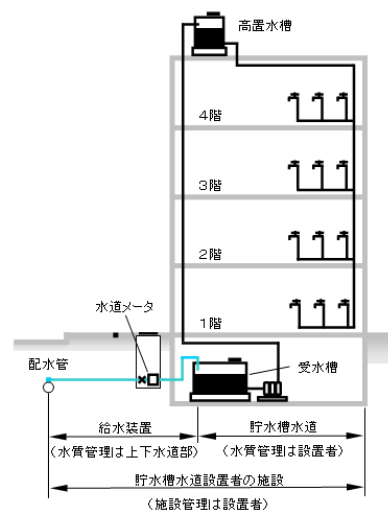 高置水槽
4階
3階
2階
1階
水道メータ
配水管
受水槽
給水装置
貯水槽水道
（水質管理は上下水道部）
（水質管理は設置者）
貯水槽水道設置者の施設
（施設管理は設置者）